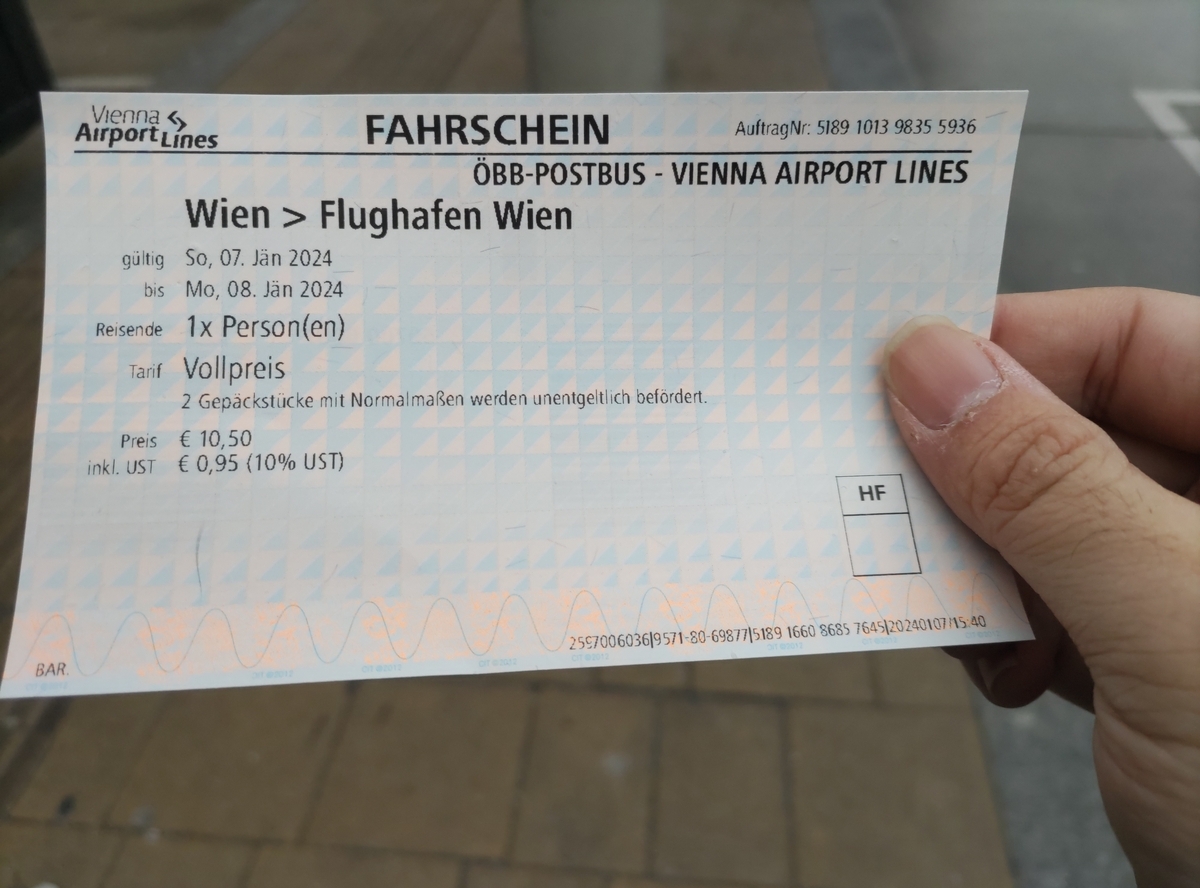 Vienna
AirportLines
FAHRSCHEIN
AuftragNr: 5189 1013 9835 5936
ÖBB-POSTBUS - VIENNA AIRPORT LINES
Wien > Flughafen Wien
gültig So, 07. Jän 2024
bis Mo, 08. Jän 2024
Reisende 1x Person(en)
Tarif Vollpreis
2 Gepäckstücke mit Normalmaßen werden unentgeltlich befördert.
Preis € 10,50
inkl. UST € 0,95 (10% UST)
HF
2557006036|9571-80-69877|5189 1660 8685 7645|20240107/15:40
BAR.